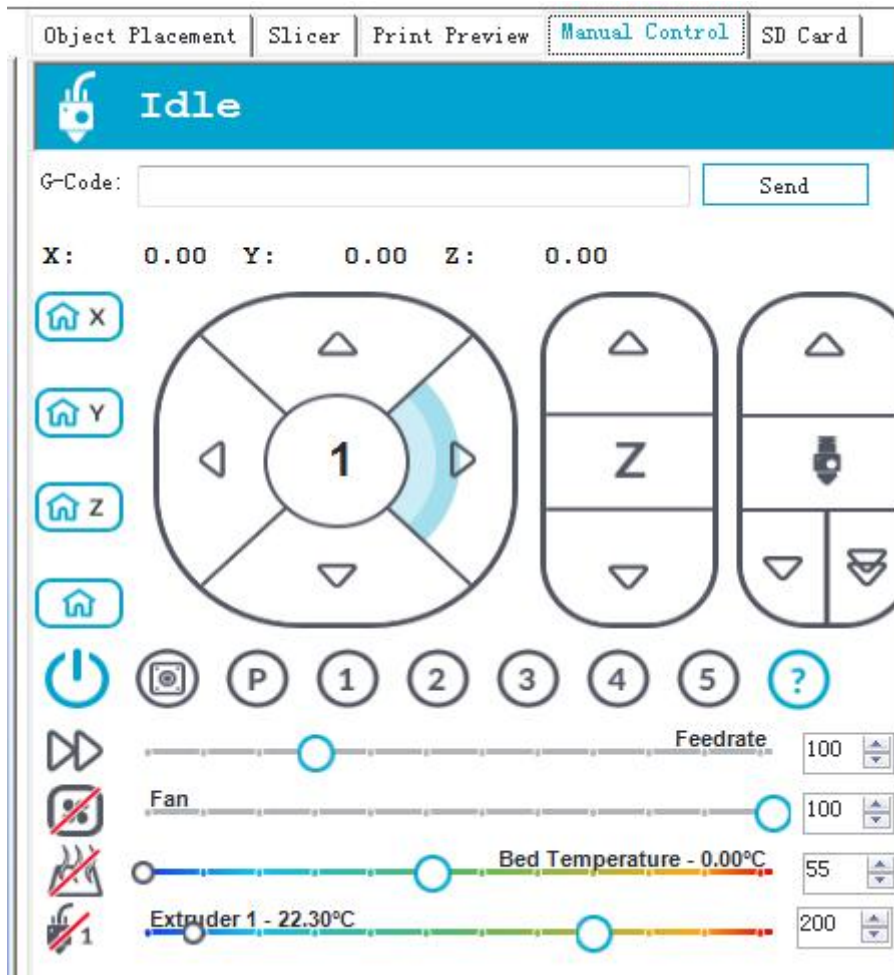 Object Placement Slicer Print Preview Manual Control SD Card
Idle
G-Code: Send
X: 0.00 Y: 0.00 Z: 0.00
X
Y
1 Z
Z
P 1 2 3 4 5 ?
Feedrate 100
Fan 100
Bed Temperature - 0.00°C 55
1 Extruder 1 - 22.30°C 200